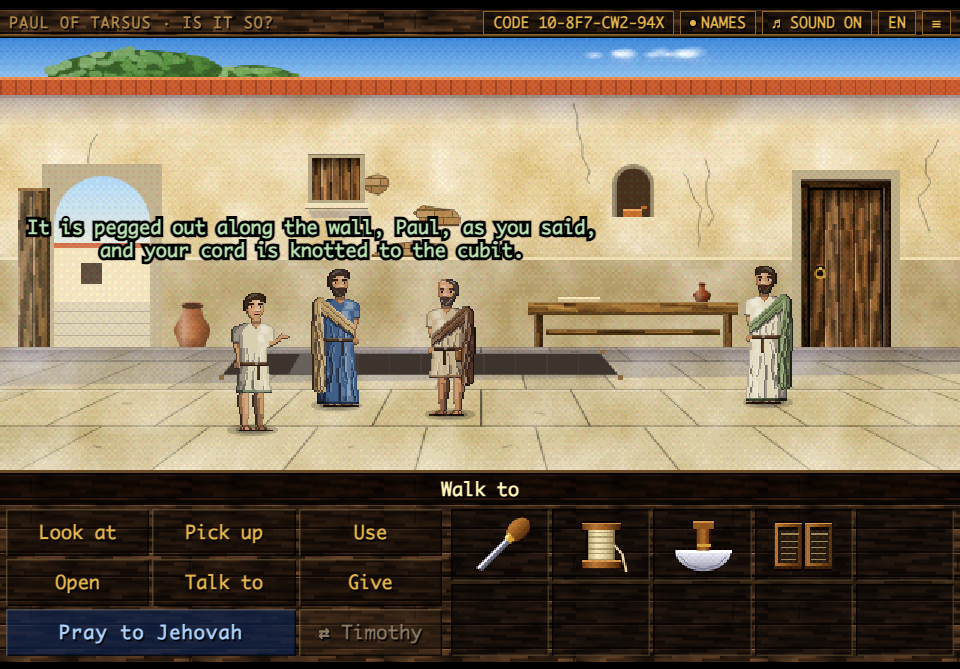 PAUL OF TARSUS · IS IT SO?
CODE 10-8F7-CW2-94X
• NAMES
♬ SOUND ON
EN
≡
It is pegged out along the wall, Paul, as you said,
and your cord is knotted to the cubit.
Walk to
Look at
Pick up
Use
Open
Talk to
Give
Pray to Jehovah
⇄ Timothy